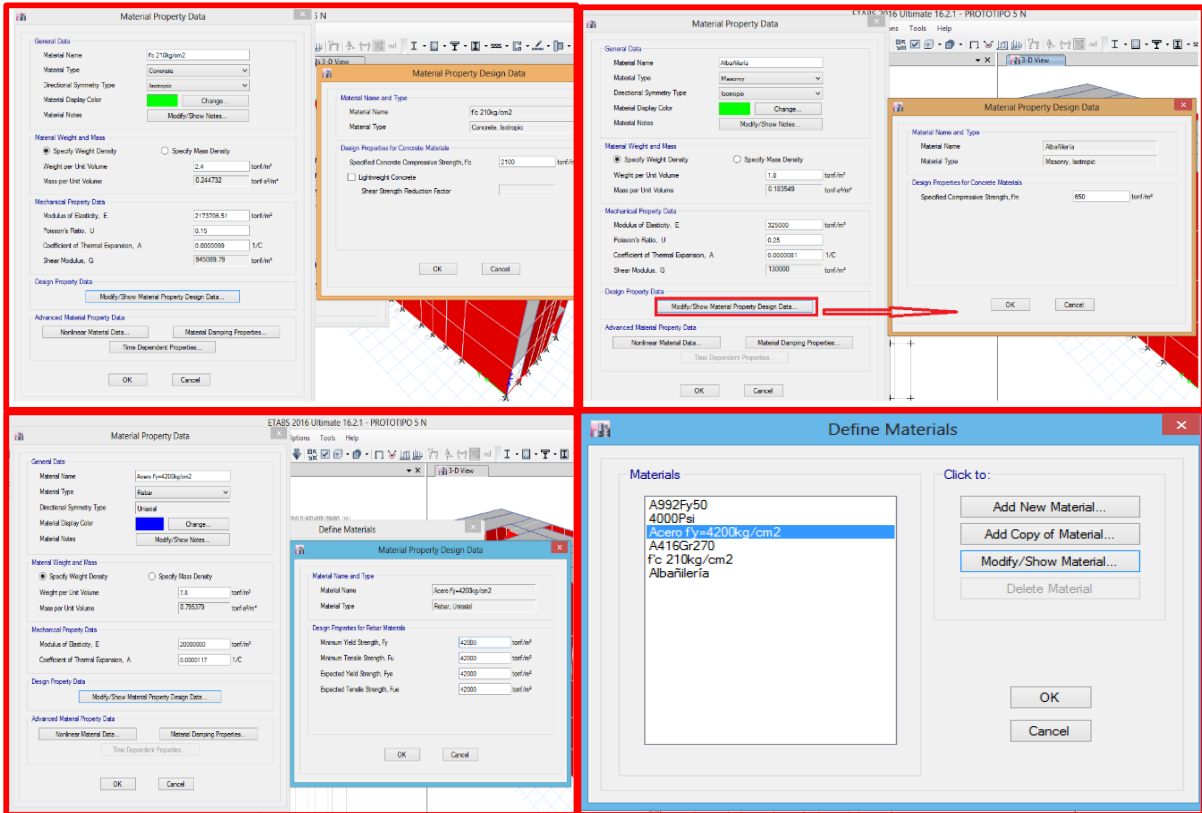 Material Property Data
General Data
Material Name f'c 210kg/cm2
Material Type Concrete
Directional Symmetry Type Isotropic
Material Display Color Change...
Material Notes Modify/Show Notes...
Material Weight and Mass
Specify Weight Density Specify Mass Density
Weight per Unit Volume 2.4 tonf/m³
Mass per Unit Volume 0.244732 tonf-s²/m⁴
Mechanical Property Data
Modulus of Elasticity, E 2173706.51 tonf/m²
Poisson's Ratio, U 0.15
Coefficient of Thermal Expansion, A 0.0000099 1/C
Shear Modulus, G 945089.79 tonf/m²
Design Property Data
Modify/Show Material Property Design Data...
Advanced Material Property Data
Nonlinear Material Data... Material Damping Properties...
Time Dependent Properties...
OK Cancel
5 N
3-D View
Material Property Design Data
Material Name and Type
Material Name f'c 210kg/cm2
Material Type Concrete, Isotropic
Design Properties for Concrete Materials
Specified Concrete Compressive Strength, f'c 2100 tonf/m
Lightweight Concrete
Shear Strength Reduction Factor
OK Cancel
ETABS 2016 Ultimate 16.2.1 - PROTOTIPO 5 N
Tools Help
3-D View
Material Property Data
General Data
Material Name Albañilería
Material Type Masonry
Directional Symmetry Type Isotropic
Material Display Color Change...
Material Notes Modify/Show Notes...
Material Weight and Mass
Specify Weight Density Specify Mass Density
Weight per Unit Volume 1.8 tonf/m³
Mass per Unit Volume 0.183549 tonf-s²/m⁴
Mechanical Property Data
Modulus of Elasticity, E 325000 tonf/m²
Poisson's Ratio, U 0.25
Coefficient of Thermal Expansion, A 0.0000081 1/C
Shear Modulus, G 130000 tonf/m²
Design Property Data
Modify/Show Material Property Design Data...
Advanced Material Property Data
Nonlinear Material Data... Material Damping Properties...
Time Dependent Properties...
OK Cancel
Material Property Design Data
Material Name and Type
Material Name Albañilería
Material Type Masonry, Isotropic
Design Properties for Concrete Materials
Specified Compressive Strength, f'm 650 tonf/m²
OK Cancel
ETABS 2016 Ultimate 16.2.1 - PROTOTIPO 5 N
Options Tools Help
3-D View
Material Property Data
General Data
Material Name Acero f'y=4200kg/cm2
Material Type Rebar
Directional Symmetry Type Uniaxial
Material Display Color Change...
Material Notes Modify/Show Notes...
Material Weight and Mass
Specify Weight Density Specify Mass Density
Weight per Unit Volume 7.8 tonf/m³
Mass per Unit Volume 0.795379 tonf-s²/m⁴
Mechanical Property Data
Modulus of Elasticity, E 20000000 tonf/m²
Coefficient of Thermal Expansion, A 0.0000117 1/C
Design Property Data
Modify/Show Material Property Design Data...
Advanced Material Property Data
Nonlinear Material Data... Material Damping Properties...
Time Dependent Properties...
OK Cancel
Define Materials
Material Property Design Data
Material Name and Type
Material Name Acero f'y=4200kg/cm2
Material Type Rebar, Uniaxial
Design Properties for Rebar Materials
Minimum Yield Strength, Fy 42000 tonf/m²
Minimum Tensile Strength, Fu 42000 tonf/m²
Expected Yield Strength, Fye 42000 tonf/m²
Expected Tensile Strength, Fue 42000 tonf/m²
OK Cancel
Define Materials
Materials
A992Fy50
4000Psi
Acero f'y=4200kg/cm2
A416Gr270
f'c 210kg/cm2
Albañilería
Click to:
Add New Material...
Add Copy of Material...
Modify/Show Material...
Delete Material
OK
Cancel